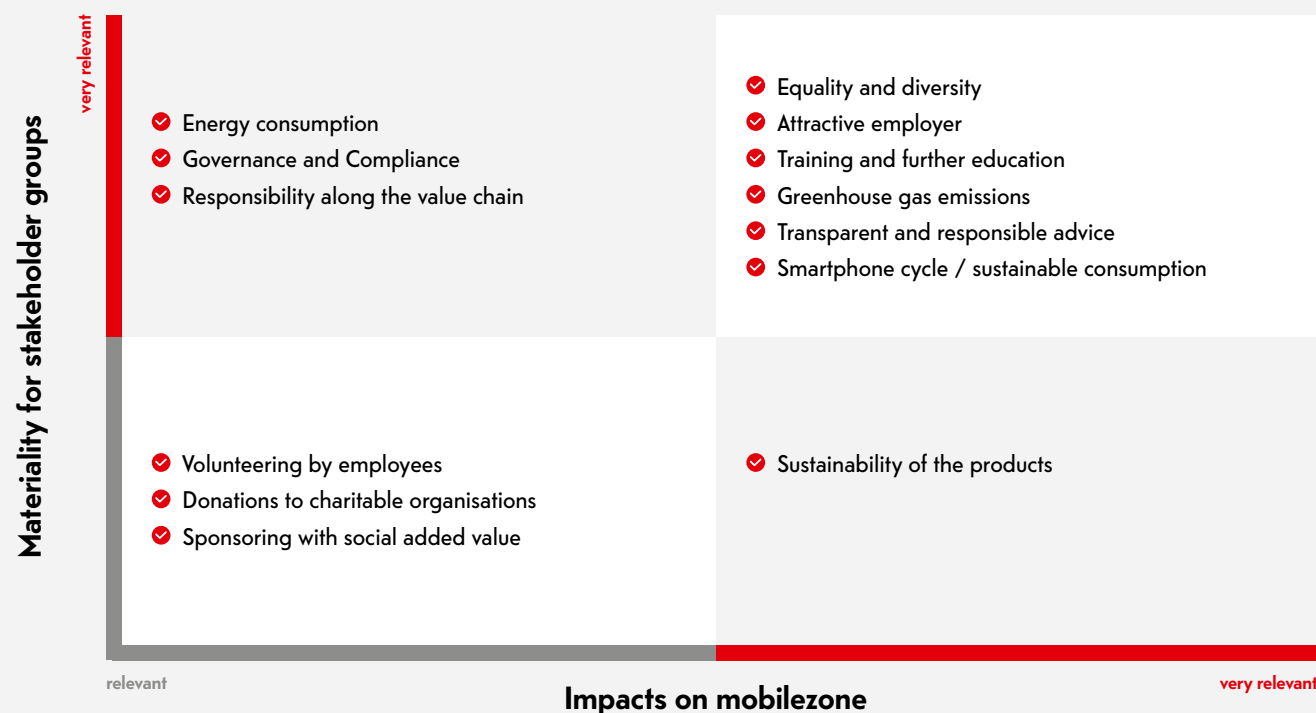 very relevant
Materiality for stakeholder groups
Energy consumption
Governance and Compliance
Responsibility along the value chain
Equality and diversity
Attractive employer
Training and further education
Greenhouse gas emissions
Transparent and responsible advice
Smartphone cycle / sustainable consumption
Volunteering by employees
Donations to charitable organisations
Sponsoring with social added value
Sustainability of the products
relevant
Impacts on mobilezone
very relevant